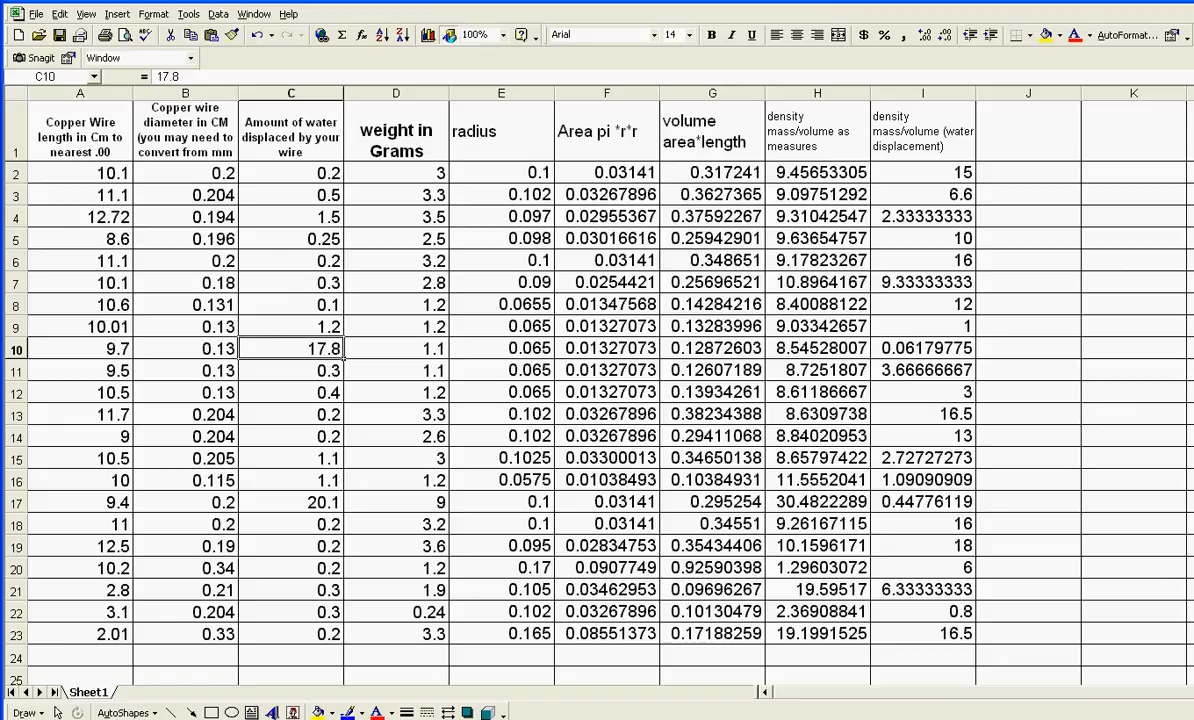 File Edit View Insert Format Tools Data Window Help
100% Arial 14 B I U $ % , AutoFormat...
Snagit Window
C10 = 17.8
A B C D E F G H I J K
1 Copper Wire length in Cm to nearest .00 Copper wire diameter in CM (you may need to convert from mm Amount of water displaced by your wire weight in Grams radius Area pi *r*r volume area*length density mass/volume as measures density mass/volume (water displacement)
2 10.1 0.2 0.2 3 0.1 0.03141 0.317241 9.45653305 15
3 11.1 0.204 0.5 3.3 0.102 0.03267896 0.3627365 9.09751292 6.6
4 12.72 0.194 1.5 3.5 0.097 0.02955367 0.37592267 9.31042547 2.33333333
5 8.6 0.196 0.25 2.5 0.098 0.03016616 0.25942901 9.63654757 10
6 11.1 0.2 0.2 3.2 0.1 0.03141 0.348651 9.17823267 16
7 10.1 0.18 0.3 2.8 0.09 0.0254421 0.25696521 10.8964167 9.33333333
8 10.6 0.131 0.1 1.2 0.0655 0.01347568 0.14284216 8.40088122 12
9 10.01 0.13 1.2 1.2 0.065 0.01327073 0.13283996 9.03342657 1
10 9.7 0.13 17.8 1.1 0.065 0.01327073 0.12872603 8.54528007 0.06179775
11 9.5 0.13 0.3 1.1 0.065 0.01327073 0.12607189 8.7251807 3.66666667
12 10.5 0.13 0.4 1.2 0.065 0.01327073 0.13934261 8.61186667 3
13 11.7 0.204 0.2 3.3 0.102 0.03267896 0.38234388 8.6309738 16.5
14 9 0.204 0.2 2.6 0.102 0.03267896 0.29411068 8.84020953 13
15 10.5 0.205 1.1 3 0.1025 0.03300013 0.34650138 8.65797422 2.72727273
16 10 0.115 1.1 1.2 0.0575 0.01038493 0.10384931 11.5552041 1.09090909
17 9.4 0.2 20.1 9 0.1 0.03141 0.295254 30.4822289 0.44776119
18 11 0.2 0.2 3.2 0.1 0.03141 0.34551 9.26167115 16
19 12.5 0.19 0.2 3.6 0.095 0.02834753 0.35434406 10.1596171 18
20 10.2 0.34 0.2 1.2 0.17 0.0907749 0.92590398 1.29603072 6
21 2.8 0.21 0.3 1.9 0.105 0.03462953 0.09696267 19.59517 6.33333333
22 3.1 0.204 0.3 0.24 0.102 0.03267896 0.10130479 2.36908841 0.8
23 2.01 0.33 0.2 3.3 0.165 0.08551373 0.17188259 19.1991525 16.5
24
25
Sheet1
Draw AutoShapes